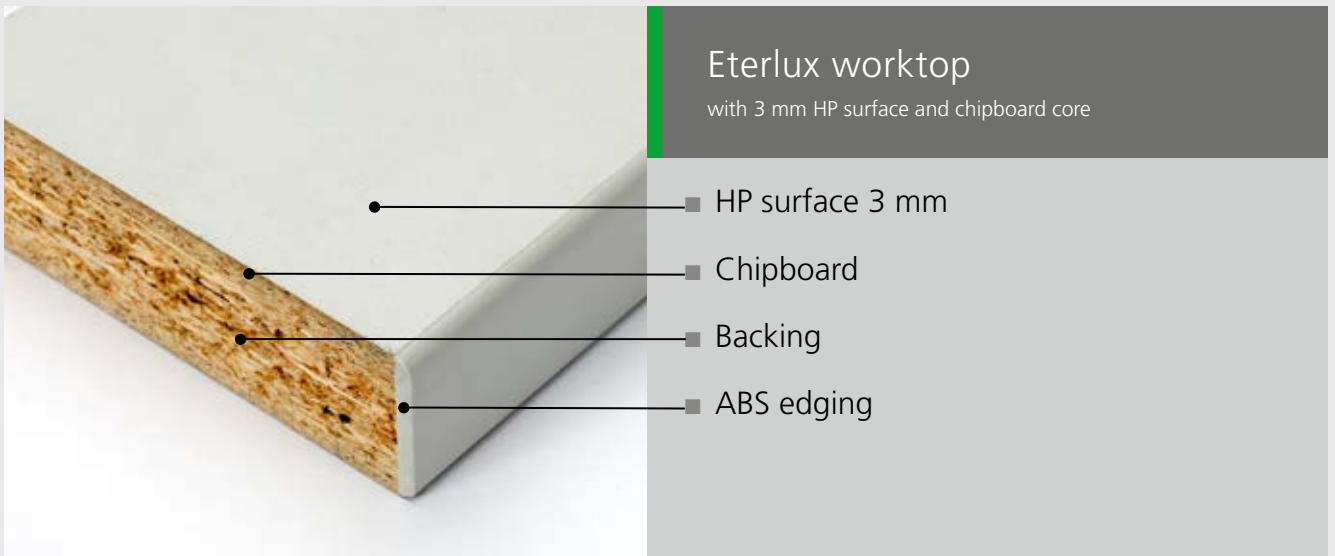 Eterlux worktop
with 3 mm HP surface and chipboard core
HP surface 3 mm
Chipboard
Backing
ABS edging